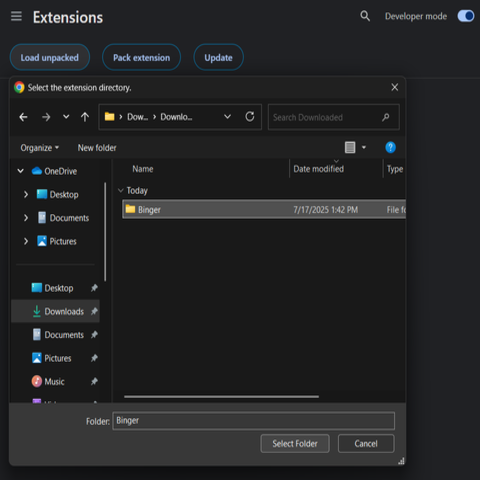 Extensions
Developer mode
Load unpacked
Pack extension
Update
Select the extension directory.
Dow... Downlo...
Search Downloaded
Organize
New folder
OneDrive
Desktop
Documents
Pictures
Desktop
Downloads
Documents
Pictures
Music
Name
Date modified
Type
Today
Binger
7/17/2025 1:42 PM
File fo
Folder:
Binger
Select Folder
Cancel